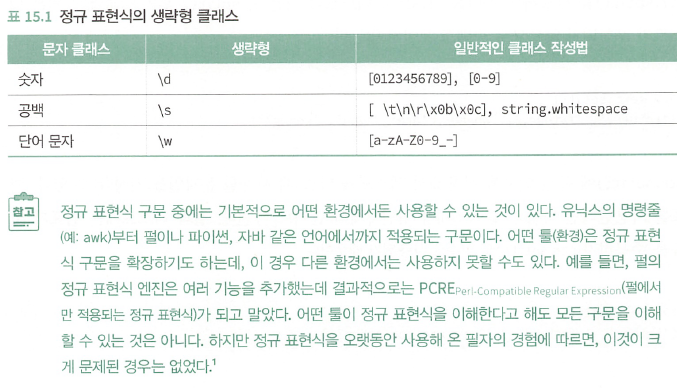 표 15.1 정규 표현식의 생략형 클래스
문자 클래스 생략형 일반적인 클래스 작성법
숫자 \d [0123456789], [0-9]
공백 \s [ \t\n\r\x0b\x0c], string.whitespace
단어 문자 \w [a-zA-Z0-9_-]
참고
정규 표현식 구문 중에는 기본적으로 어떤 환경에서든 사용할 수 있는 것이 있다. 유닉스의 명령줄
(예: awk)부터 펄이나 파이썬, 자바 같은 언어에서까지 적용되는 구문이다. 어떤 툴(환경)은 정규 표현
식 구문을 확장하기도 하는데, 이 경우 다른 환경에서는 사용하지 못할 수도 있다. 예를 들면, 펄의
정규 표현식 엔진은 여러 기능을 추가했는데 결과적으로는 PCREPerl-Compatible Regular Expression(펄에서
만 적용되는 정규 표현식)가 되고 말았다. 어떤 툴이 정규 표현식을 이해한다고 해도 모든 구문을 이해
할 수 있는 것은 아니다. 하지만 정규 표현식을 오랫동안 사용해 온 필자의 경험에 따르면, 이것이 크
게 문제된 경우는 없었다.1